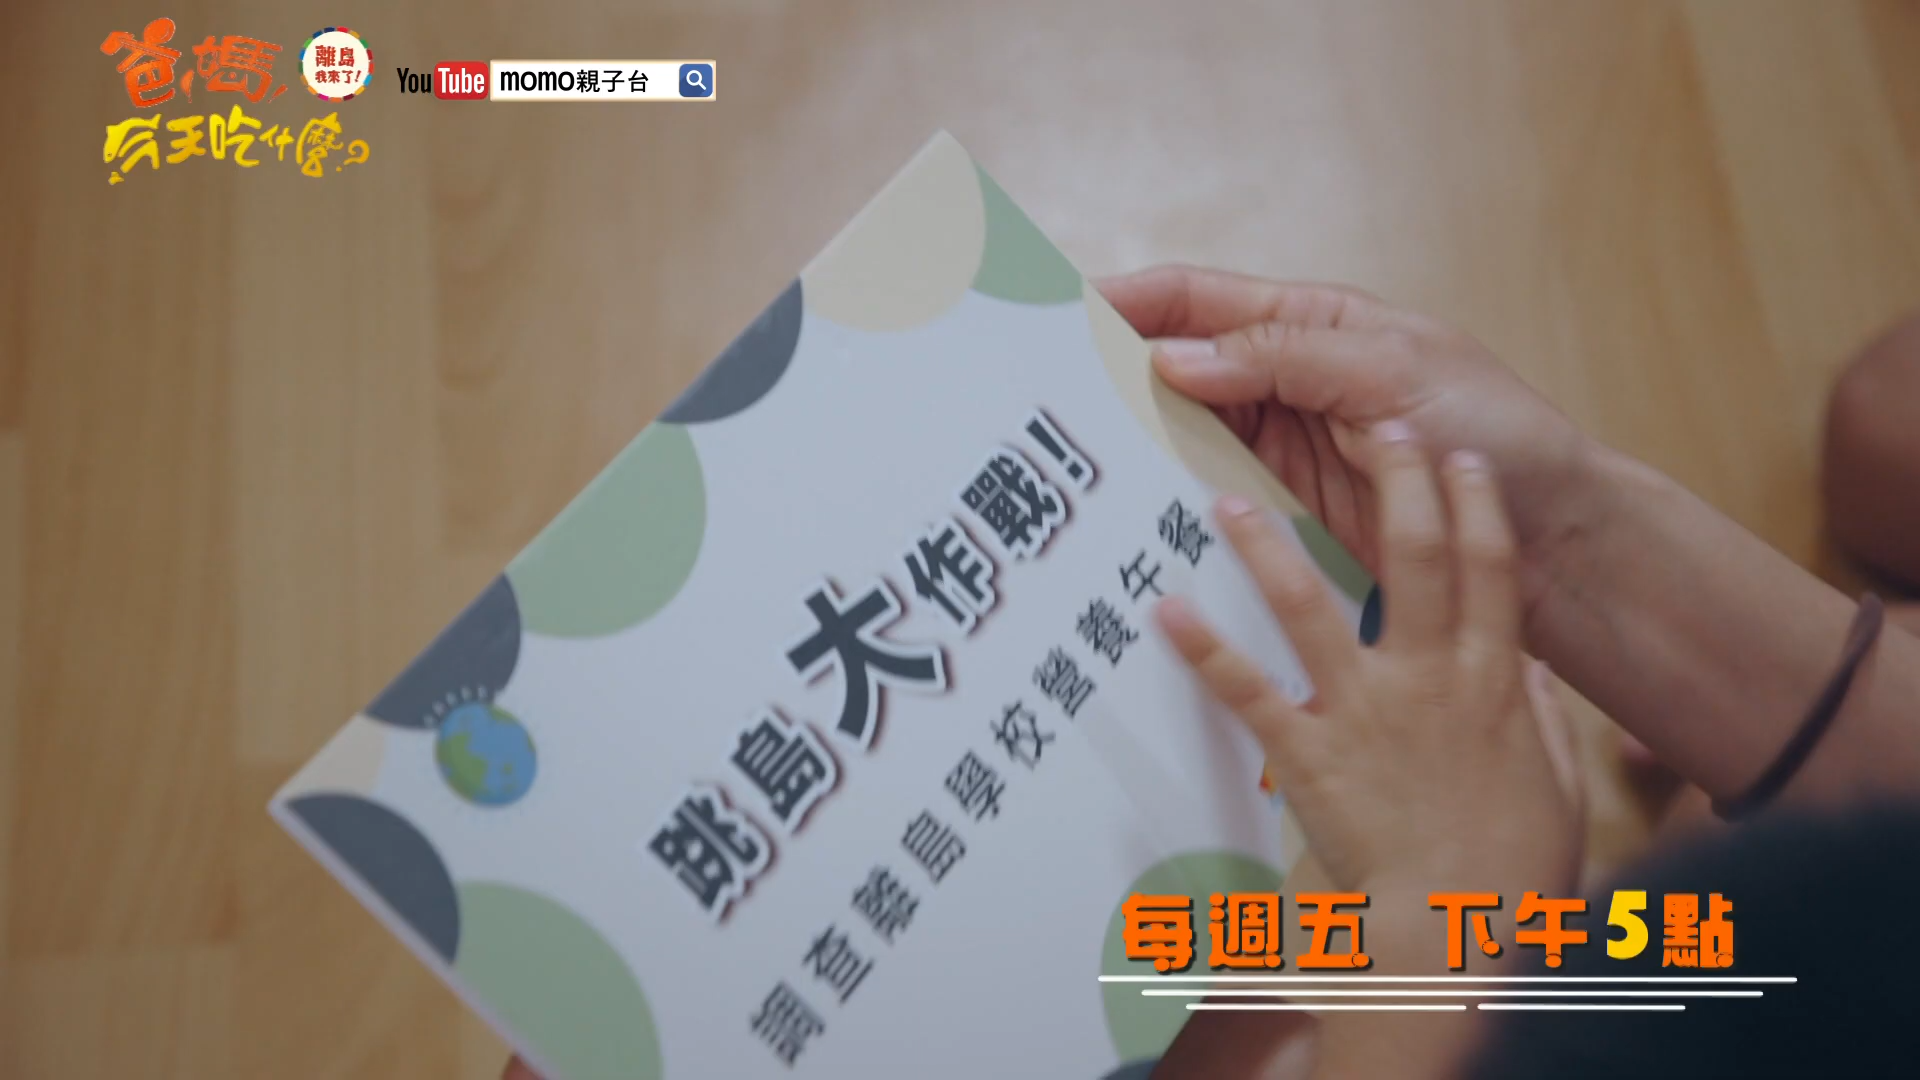 爸,媽,
離島
我來了!
今天吃什麼?
YouTube momo親子台
跳島大作戰!!
調查離島學校營養午餐
每週五 下午5點